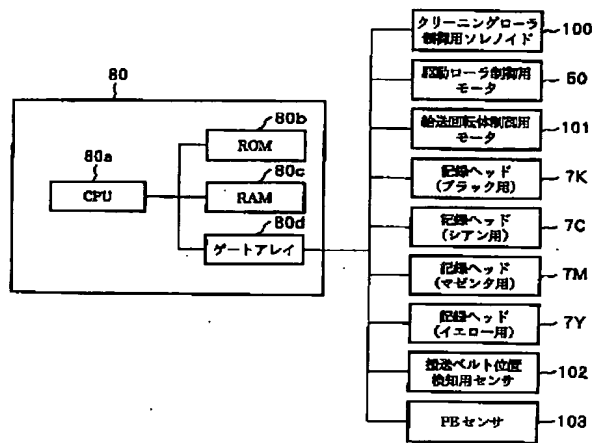 80
80a
CPU
80b
ROM
80c
RAM
80d
ゲートアレイ
クリーニングローラ
制御用ソレノイド
100
駆動ローラ制御用
モータ
50
給送回転体制御用
モータ
101
記録ヘッド
(ブラック用)
7K
記録ヘッド
(シアン用)
7C
記録ヘッド
(マゼンタ用)
7M
記録ヘッド
(イエロー用)
7Y
搬送ベルト位置
検知用センサ
102
PEセンサ
103